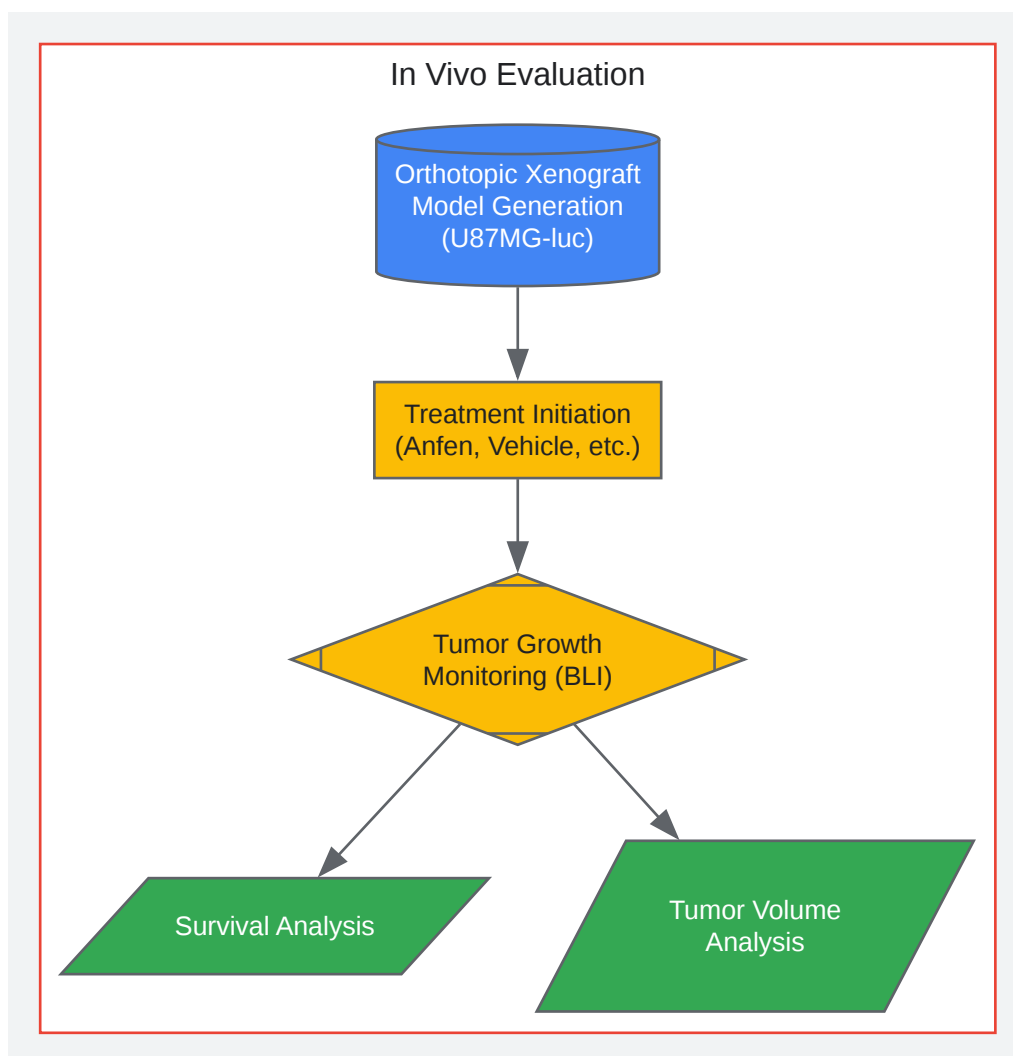 In Vivo Evaluation
Orthotopic Xenograft
Model Generation
(U87MG-luc)
Treatment Initiation
(Anfen, Vehicle, etc.)
Tumor Growth
Monitoring (BLI)
Survival Analysis
Tumor Volume
Analysis